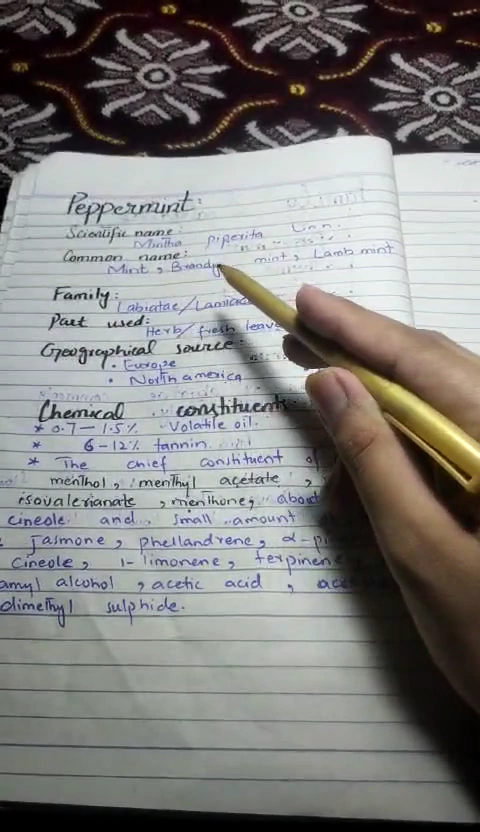 Peppermint:
Scientific name:
Mintha piperita Linn.
Common name:
Mint, Brandy mint, Lamb mint
Family:
Labiatae/Lamiac
Part used:
Herb/fresh leave
Geographical source:
• Europe
• North america
Chemical constituents
* 0.7-1.5% Volatile oil.
* 6-12% tannin.
* The chief constituent of
menthol, menthyl acetate,
isovalerianate, menthone, about
cineole and small amount
Jasmone, phellandrene, α-pi
cineole, l-limonene, terpinene
amyl alcohol, acetic acid,
dimethyl sulphide.